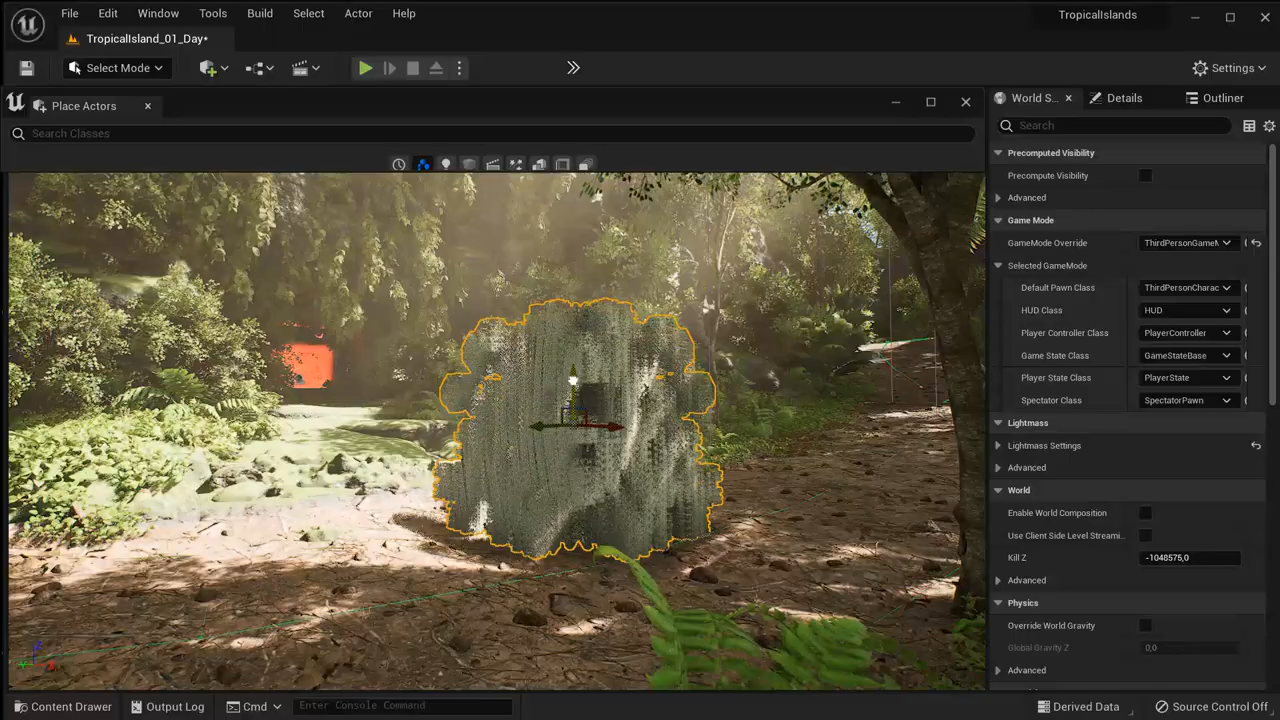 File Edit Window Tools Build Select Actor Help
TropicalIslands
TropicalIsland_01_Day*
Select Mode
Settings
Place Actors
World S...
Details
Outliner
Search Classes
Search
Precomputed Visibility
Precompute Visibility
Advanced
Game Mode
GameMode Override
ThirdPersonGameM
Selected GameMode
Default Pawn Class
ThirdPersonCharac
HUD Class
HUD
Player Controller Class
PlayerController
Game State Class
GameStateBase
Player State Class
PlayerState
Spectator Class
SpectatorPawn
Lightmass
Lightmass Settings
Advanced
World
Enable World Composition
Use Client Side Level Streami...
Kill Z
-1048575,0
Advanced
Physics
Override World Gravity
Global Gravity Z
0,0
Advanced
Content Drawer
Output Log
Cmd
Enter Console Command
Derived Data
Source Control Off